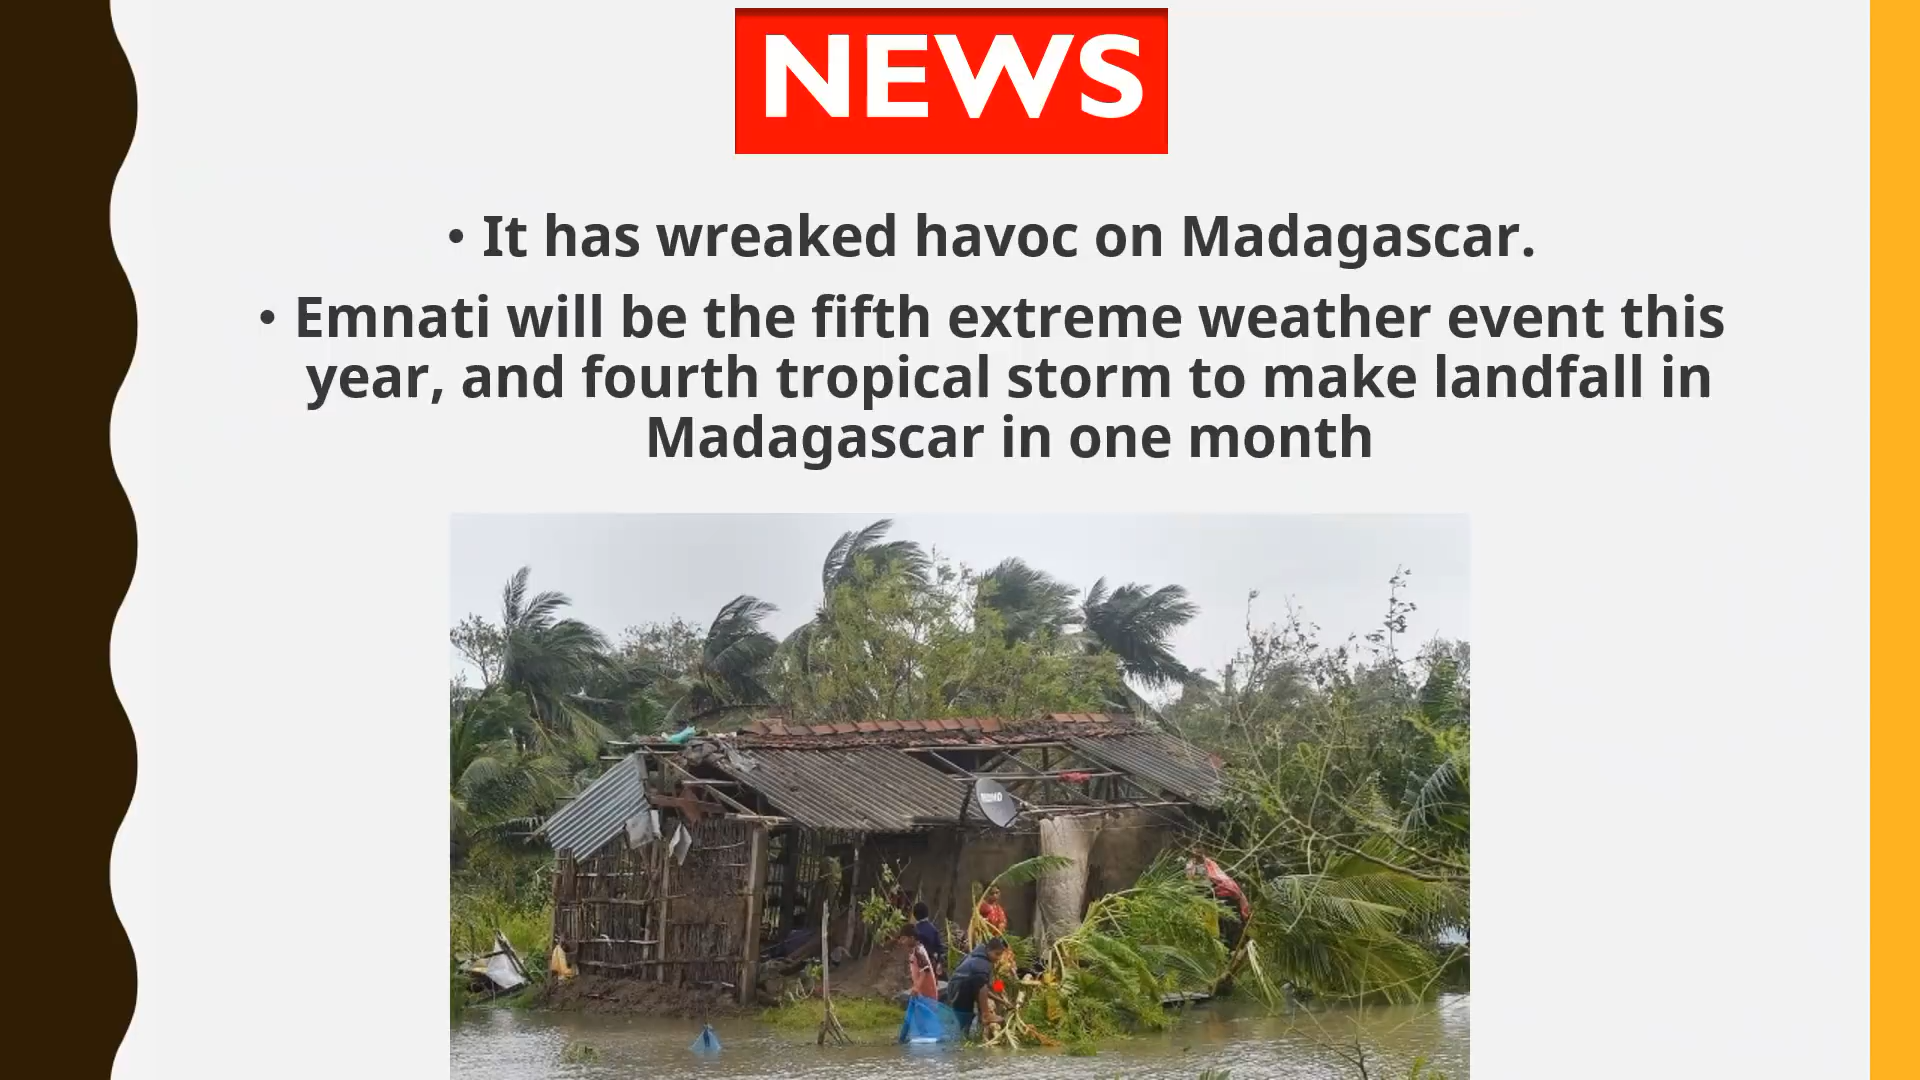 NEWS
• It has wreaked havoc on Madagascar.
• Emnati will be the fifth extreme weather event this
year, and fourth tropical storm to make landfall in
Madagascar in one month